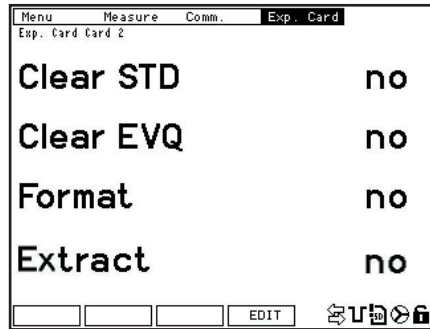 Menu Measure Comm. Exp. Card
Exp. Card Card 2
Clear STD no
Clear EVQ no
Format no
Extract no
EDIT